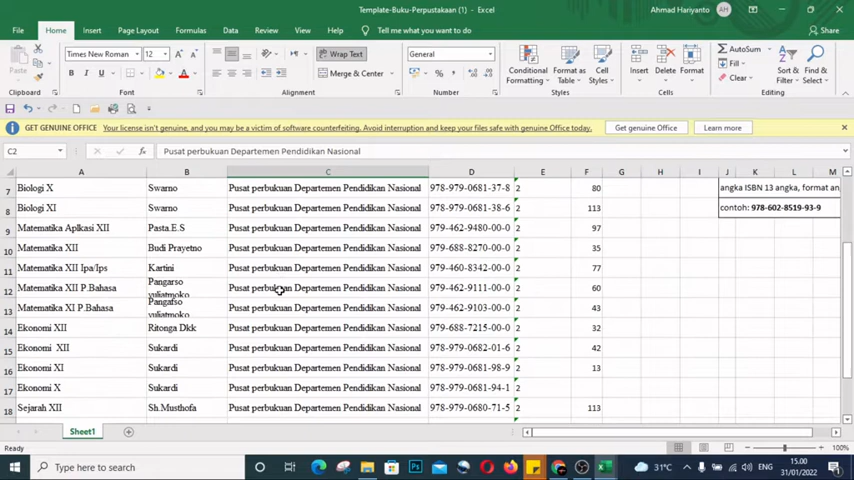 Template-Buku-Perpustakaan (1) - Excel
Ahmad Hariyanto
AH
File Home Insert Page Layout Formulas Data Review View Help Tell me what you want to do
Share
Paste
Times New Roman 12
Wrap Text
General
Conditional Formatting
Format as Table
Cell Styles
Insert Delete Format
AutoSum
Fill
Clear
Sort & Filter
Find & Select
B I U
Merge & Center
Clipboard Font Alignment Number Styles Cells Editing
GET GENUINE OFFICE Your license isn't genuine, and you may be a victim of software counterfeiting. Avoid interruption and keep your files safe with genuine Office today. Get genuine Office Learn more
C2 fx Pusat perbukuan Departemen Pendidikan Nasional
A B C D E F G H I J K L M
7 Biologi X Swarno Pusat perbukuan Departemen Pendidikan Nasional 978-979-0681-37-8 2 80 angka ISBN 13 angka, format an
8 Biologi XI Swarno Pusat perbukuan Departemen Pendidikan Nasional 978-979-0681-38-6 2 113 contoh: 978-602-8519-93-9
9 Matematika Aplkasi XII Pasta.E.S Pusat perbukuan Departemen Pendidikan Nasional 979-462-9480-00-0 2 97
10 Matematika XII Budi Prayetno Pusat perbukuan Departemen Pendidikan Nasional 979-688-8270-00-0 2 35
11 Matematika XII Ipa/Ips Kartini Pusat perbukuan Departemen Pendidikan Nasional 979-460-8342-00-0 2 77
12 Matematika XII P.Bahasa Pangarso yuliatmoko Pusat perbukuan Departemen Pendidikan Nasional 979-462-9111-00-0 2 60
13 Matematika XI P.Bahasa Pangarso yuliatmoko Pusat perbukuan Departemen Pendidikan Nasional 979-462-9103-00-0 2 43
14 Ekonomi XII Ritonga Dkk Pusat perbukuan Departemen Pendidikan Nasional 979-688-7215-00-0 2 32
15 Ekonomi XII Sukardi Pusat perbukuan Departemen Pendidikan Nasional 979-979-0682-01-6 2 42
16 Ekonomi XI Sukardi Pusat perbukuan Departemen Pendidikan Nasional 978-979-0681-98-9 2 13
17 Ekonomi X Sukardi Pusat perbukuan Departemen Pendidikan Nasional 978-979-0681-94-1 2
18 Sejarah XII Sh.Musthofa Pusat perbukuan Departemen Pendidikan Nasional 978-979-0680-71-5 2 113
Sheet1
Ready
100%
Type here to search
31°C
ENG
15.00
31/01/2022